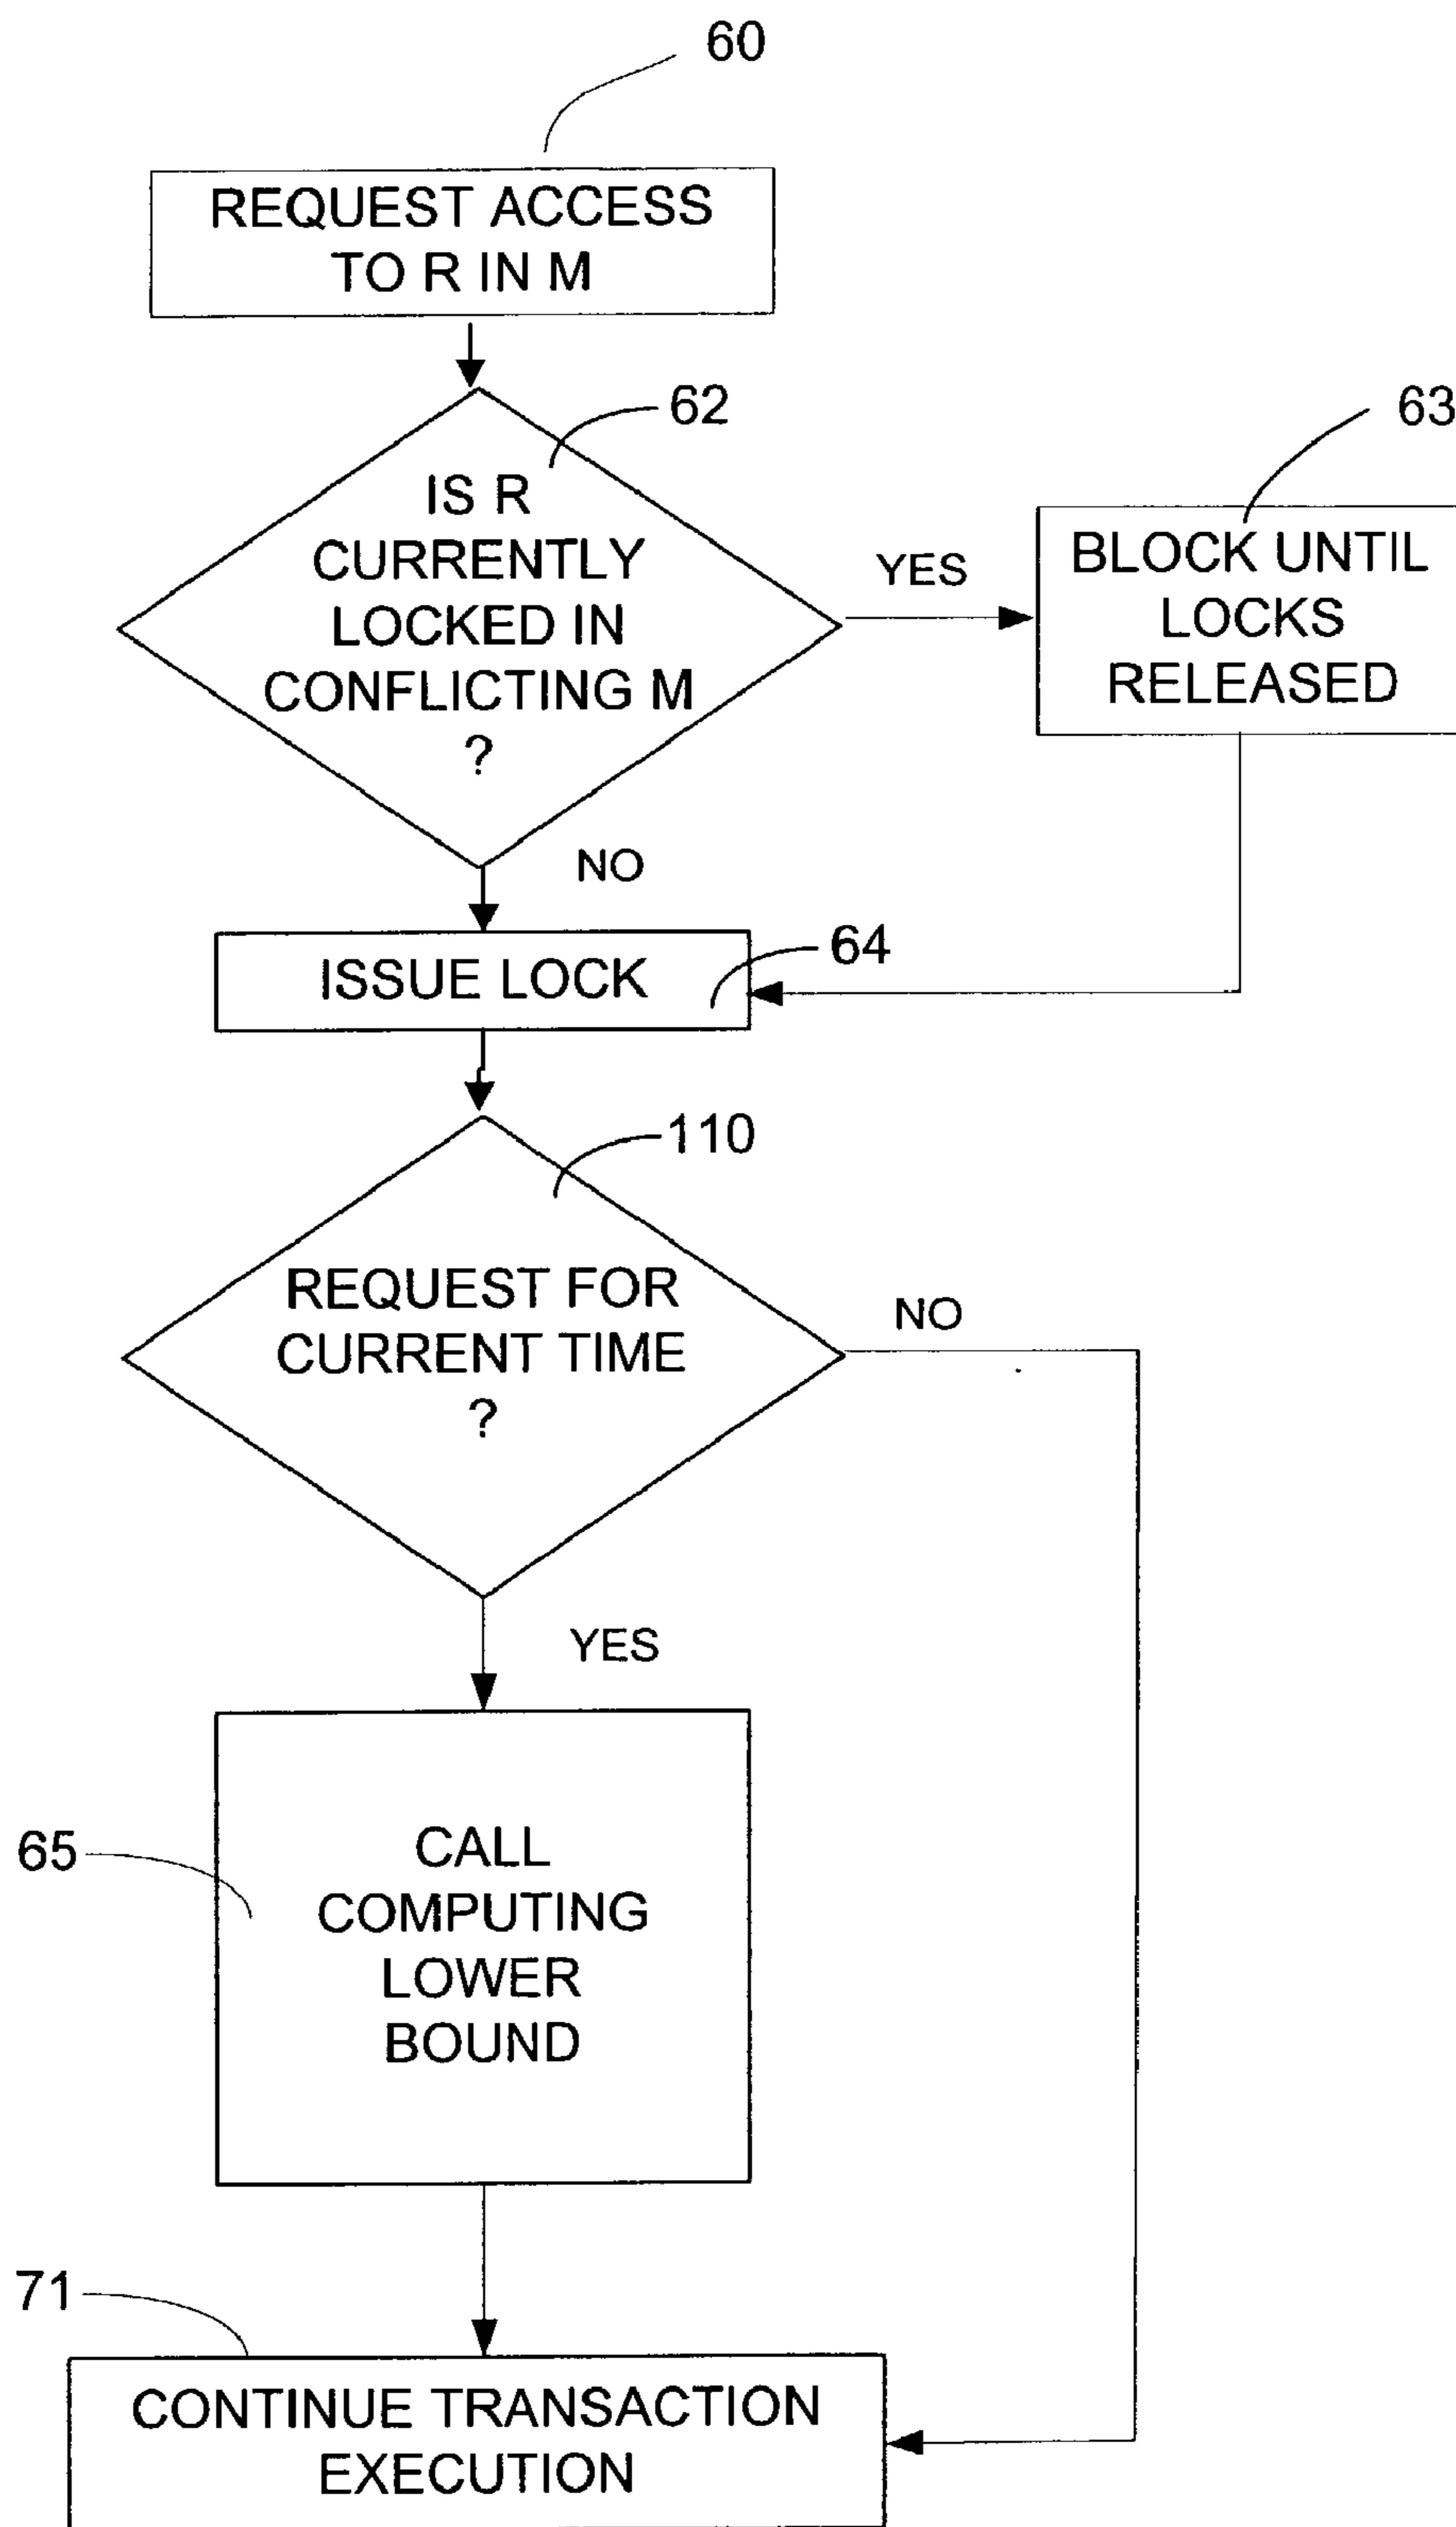 60
REQUEST ACCESS
TO R IN M
62
63
IS R
CURRENTLY
LOCKED IN
CONFLICTING M
?
YES
BLOCK UNTIL
LOCKS
RELEASED
NO
ISSUE LOCK
64
110
REQUEST FOR
CURRENT TIME
?
NO
YES
65
CALL
COMPUTING
LOWER
BOUND
71
CONTINUE TRANSACTION
EXECUTION